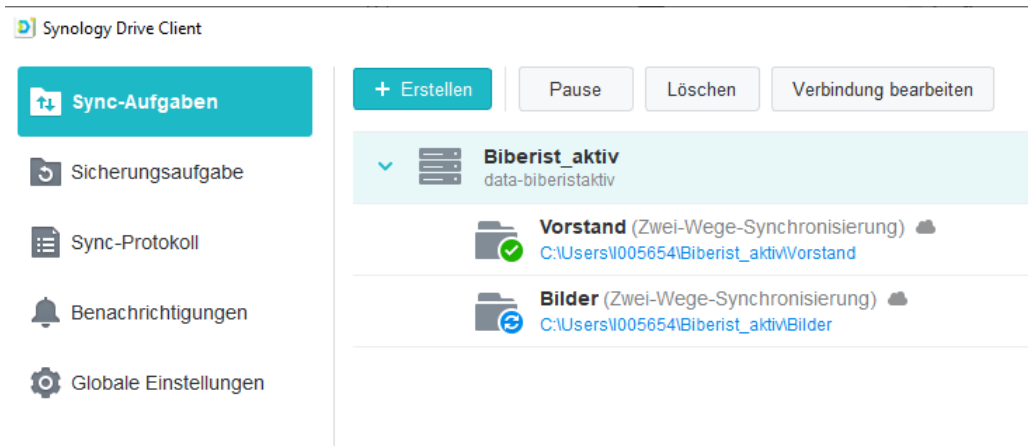 Synology Drive Client
Sync-Aufgaben
Sicherungsaufgabe
Sync-Protokoll
Benachrichtigungen
Globale Einstellungen
+ Erstellen Pause Löschen Verbindung bearbeiten
Biberist_aktiv
data-biberistaktiv
Vorstand (Zwei-Wege-Synchronisierung)
C:\Users\I005654\Biberist_aktiv\Vorstand
Bilder (Zwei-Wege-Synchronisierung)
C:\Users\I005654\Biberist_aktiv\Bilder